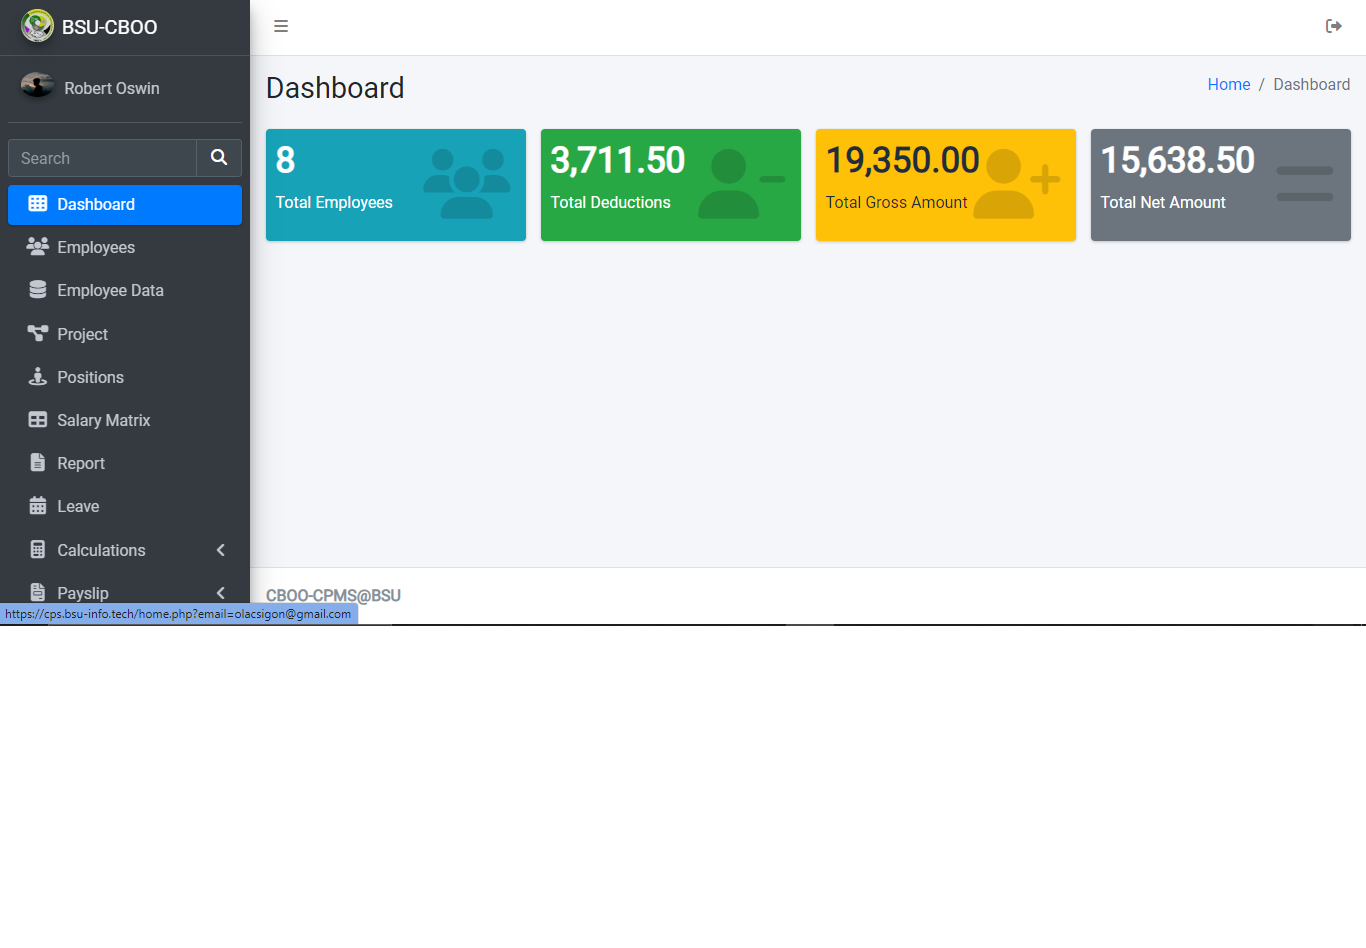 BSU-CBOO
Robert Oswin
Search
Dashboard
Employees
Employee Data
Project
Positions
Salary Matrix
Report
Leave
Calculations
Payslip
https://cps.bsu-info.tech/home.php?email=olacsigon@gmail.com
Dashboard
Home / Dashboard
8
Total Employees
3,711.50
Total Deductions
19,350.00
Total Gross Amount
15,638.50
Total Net Amount
CBOO-CPMS@BSU